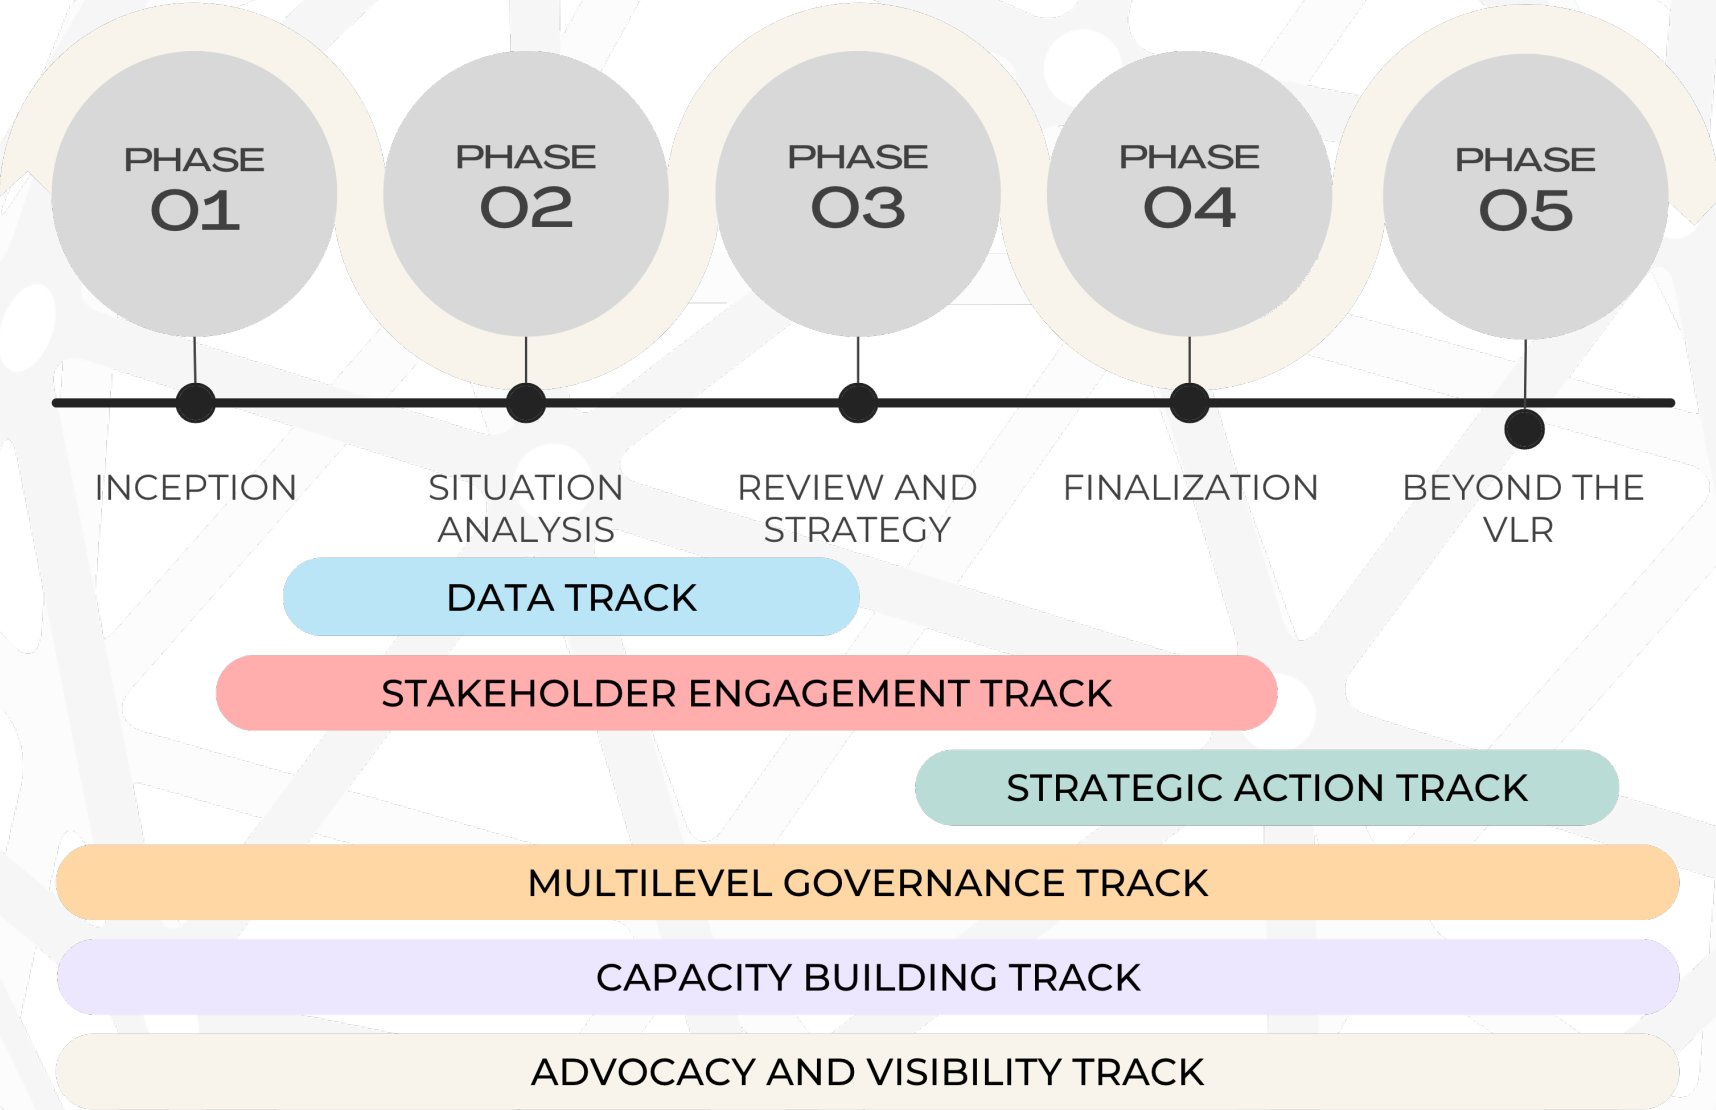 PHASE
01
PHASE
02
PHASE
03
PHASE
04
PHASE
05
INCEPTION
SITUATION
ANALYSIS
REVIEW AND
STRATEGY
FINALIZATION
BEYOND THE
VLR
DATA TRACK
STAKEHOLDER ENGAGEMENT TRACK
STRATEGIC ACTION TRACK
MULTILEVEL GOVERNANCE TRACK
CAPACITY BUILDING TRACK
ADVOCACY AND VISIBILITY TRACK